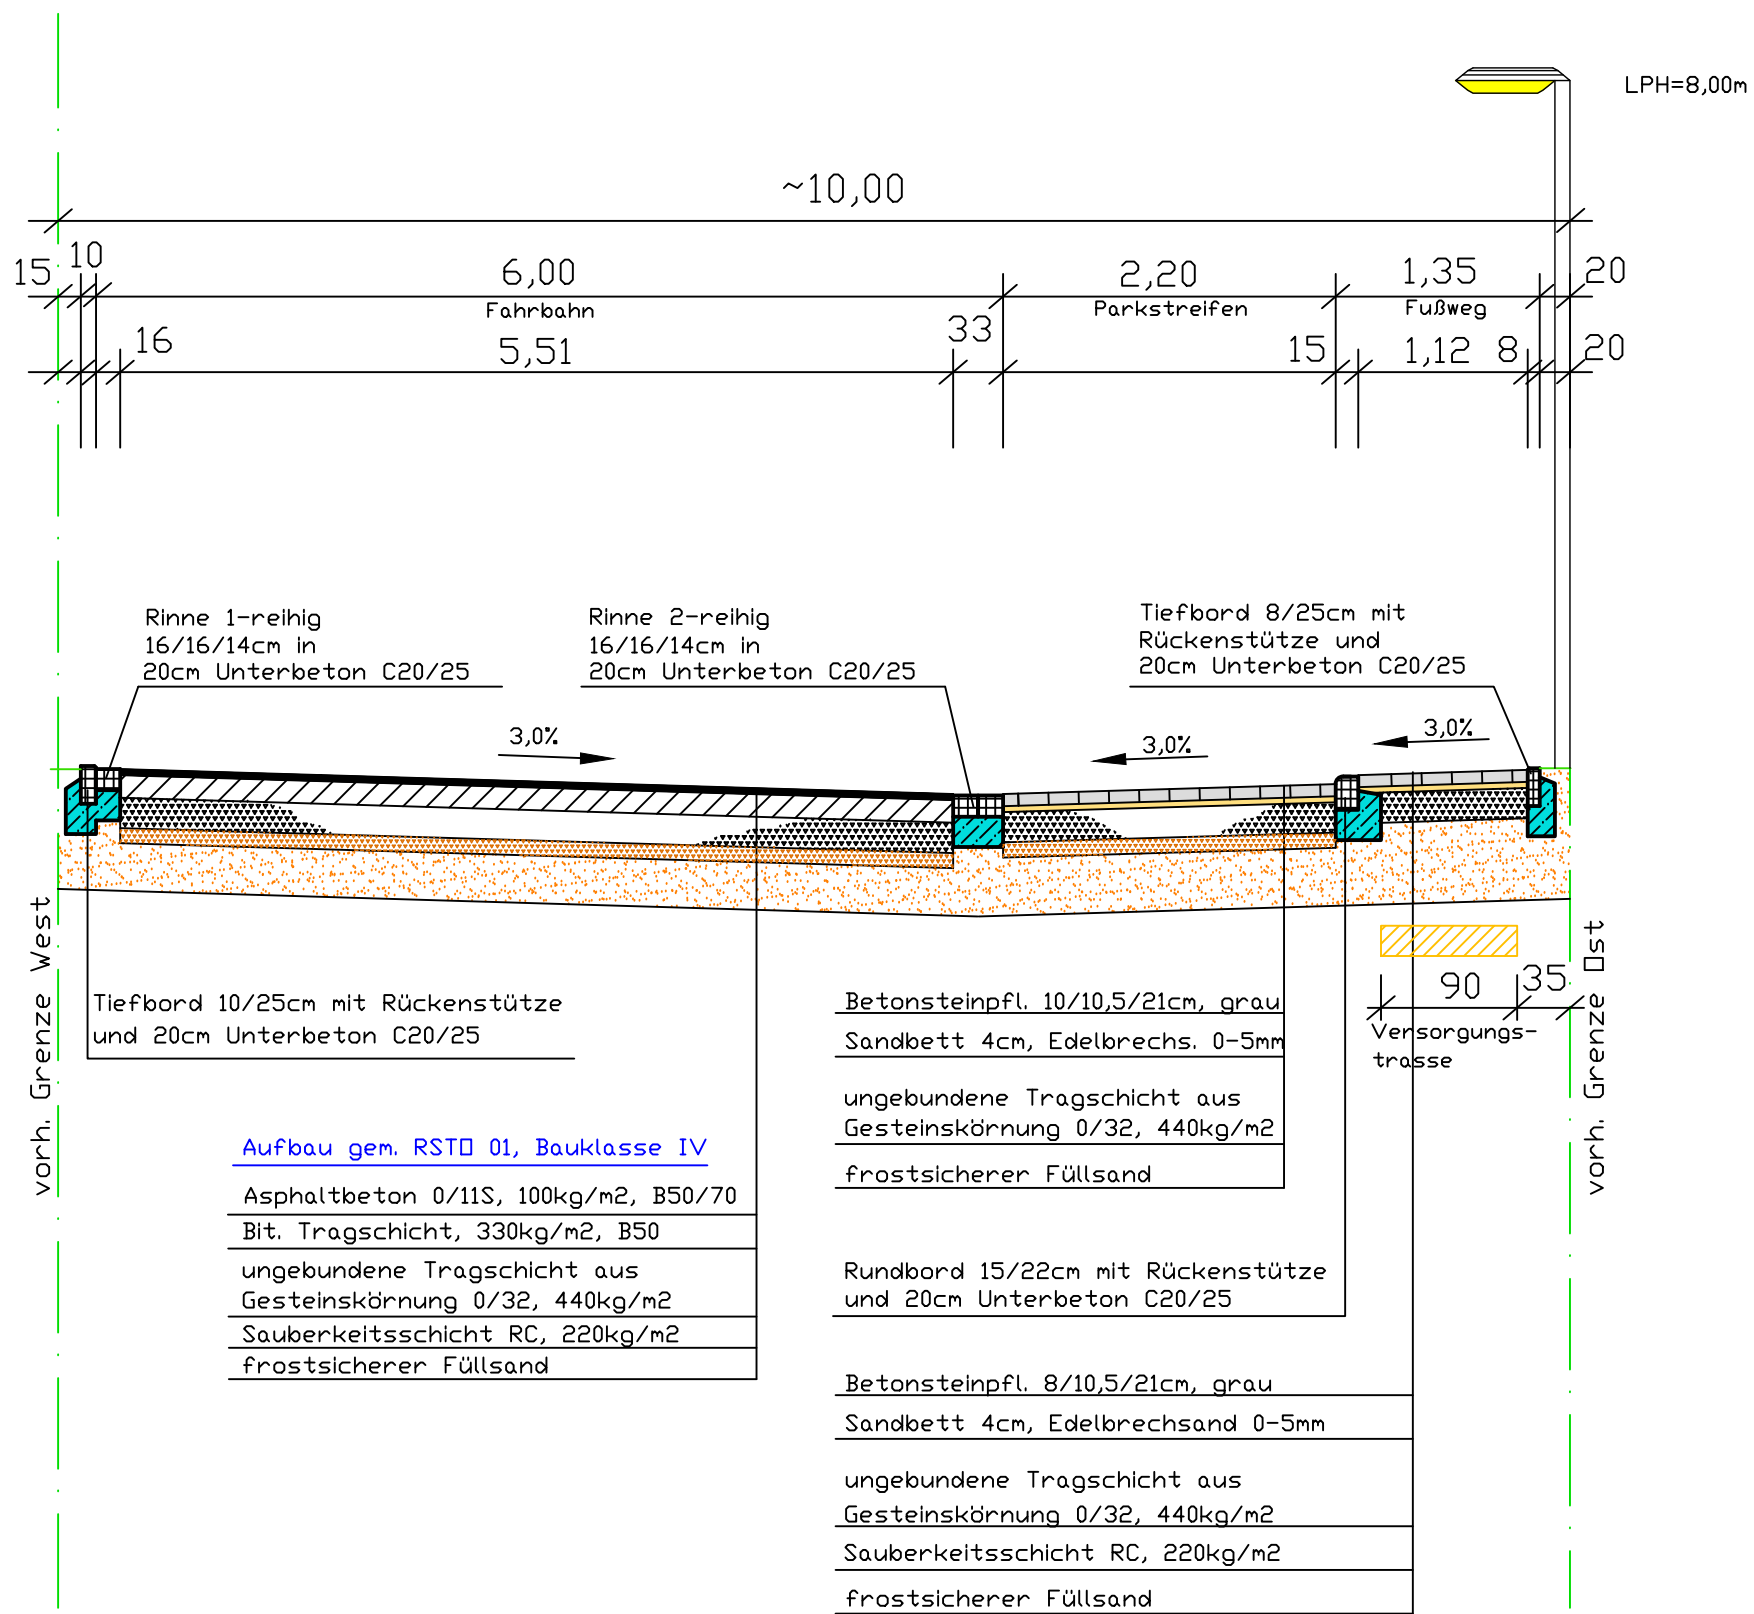 LPH=8,00m
~10,00
15
10
6,00
2,20
1,35
20
Fahrbahn
Parkstreifen
Fußweg
16
5,51
33
15
1,12
8
20
Rinne 1-reihig
16/16/14cm in
20cm Unterbeton C20/25
Rinne 2-reihig
16/16/14cm in
20cm Unterbeton C20/25
Tiefbord 8/25cm mit
Rückenstütze und
20cm Unterbeton C20/25
3,0%
3,0%
3,0%
vorh. Grenze West
vorh. Grenze Ost
90
35
Versorgungs-
trasse
Tiefbord 10/25cm mit Rückenstütze
und 20cm Unterbeton C20/25
Aufbau gem. RSTO 01, Bauklasse IV
Asphaltbeton 0/11S, 100kg/m2, B50/70
Bit. Tragschicht, 330kg/m2, B50
ungebundene Tragschicht aus
Gesteinskörnung 0/32, 440kg/m2
Sauberkeitsschicht RC, 220kg/m2
frostsicherer Füllsand
Betonsteinpfl. 10/10,5/21cm, grau
Sandbett 4cm, Edelbrechs. 0-5mm
ungebundene Tragschicht aus
Gesteinskörnung 0/32, 440kg/m2
frostsicherer Füllsand
Rundbord 15/22cm mit Rückenstütze
und 20cm Unterbeton C20/25
Betonsteinpfl. 8/10,5/21cm, grau
Sandbett 4cm, Edelbrechsand 0-5mm
ungebundene Tragschicht aus
Gesteinskörnung 0/32, 440kg/m2
Sauberkeitsschicht RC, 220kg/m2
frostsicherer Füllsand